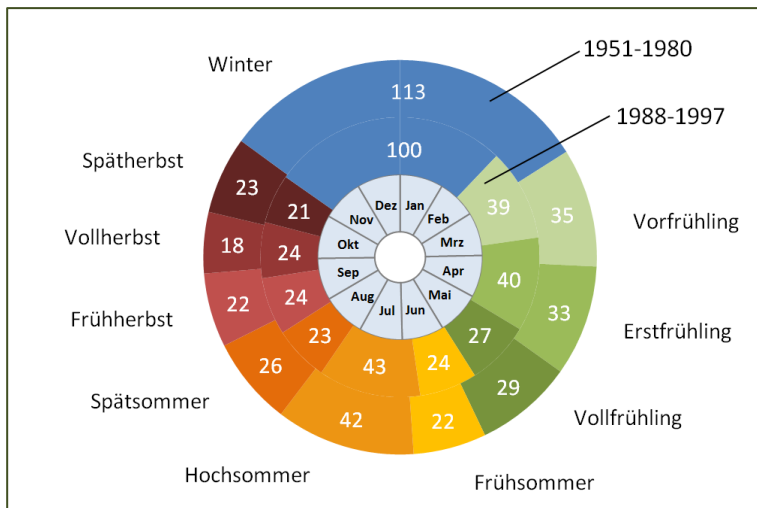 1951-1980
1988-1997
Winter
Spätherbst
Vollherbst
Frühherbst
Spätsommer
Hochsommer
Frühsommer
Vollfrühling
Erstfrühling
Vorfrühling
113
35
33
29
22
42
26
22
18
23
100
39
40
27
24
43
23
24
24
21
Jan
Feb
Mrz
Apr
Mai
Jun
Jul
Aug
Sep
Okt
Nov
Dez